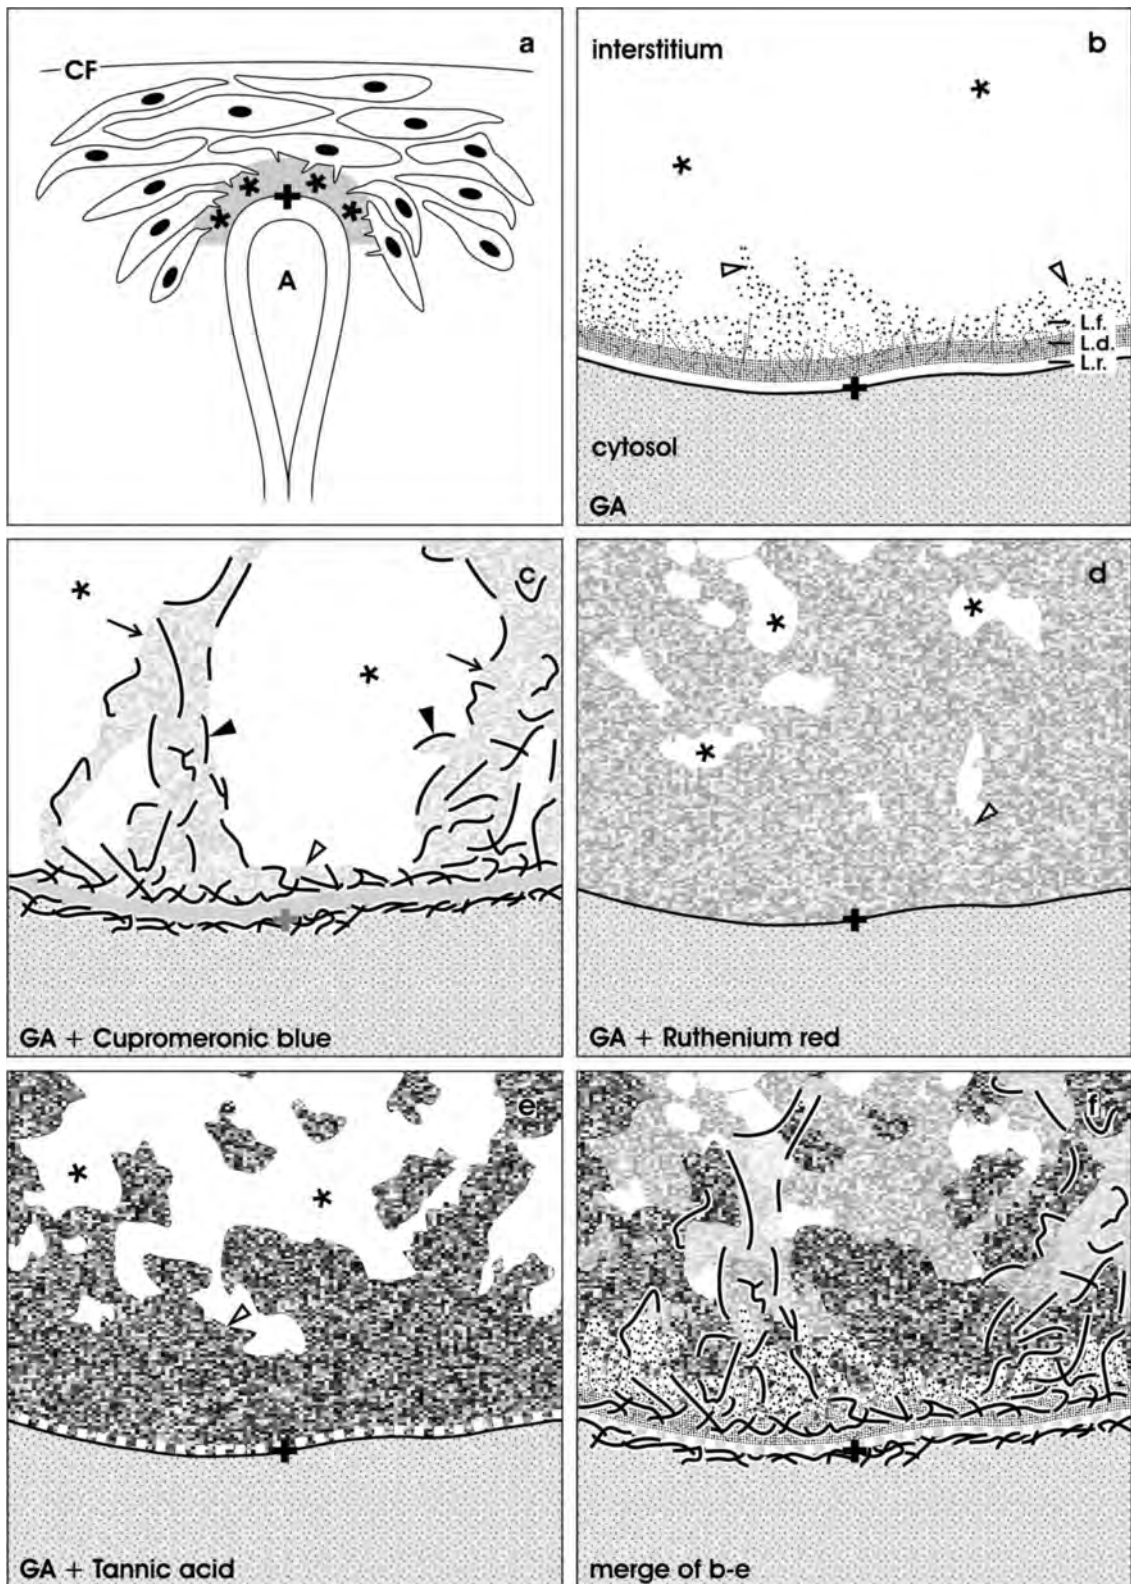 a
CF
A
b
interstitium
L.f.
L.d.
L.r.
cytosol
GA
c
GA + Cupromeronic blue
d
GA + Ruthenium red
e
GA + Tannic acid
f
merge of b-e